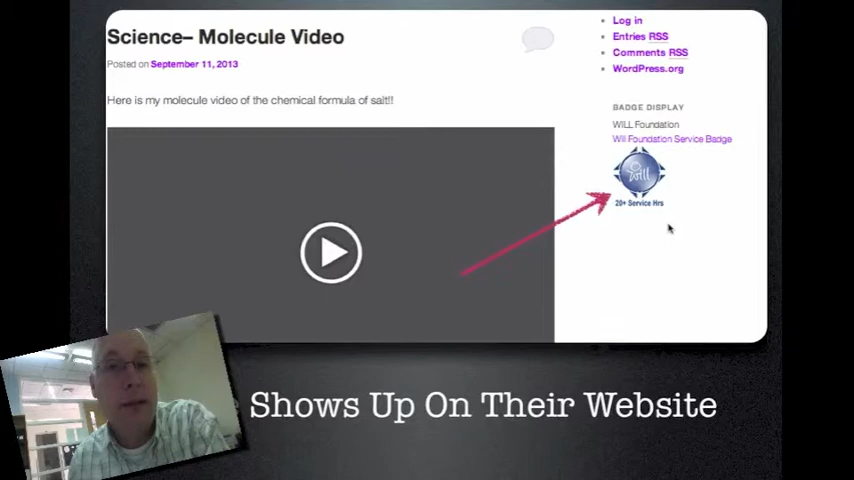 Science– Molecule Video
Posted on September 11, 2013
Here is my molecule video of the chemical formula of salt!!
Log in
Entries RSS
Comments RSS
WordPress.org
BADGE DISPLAY
WILL Foundation
Will Foundation Service Badge
will
20+ Service Hrs
Shows Up On Their Website